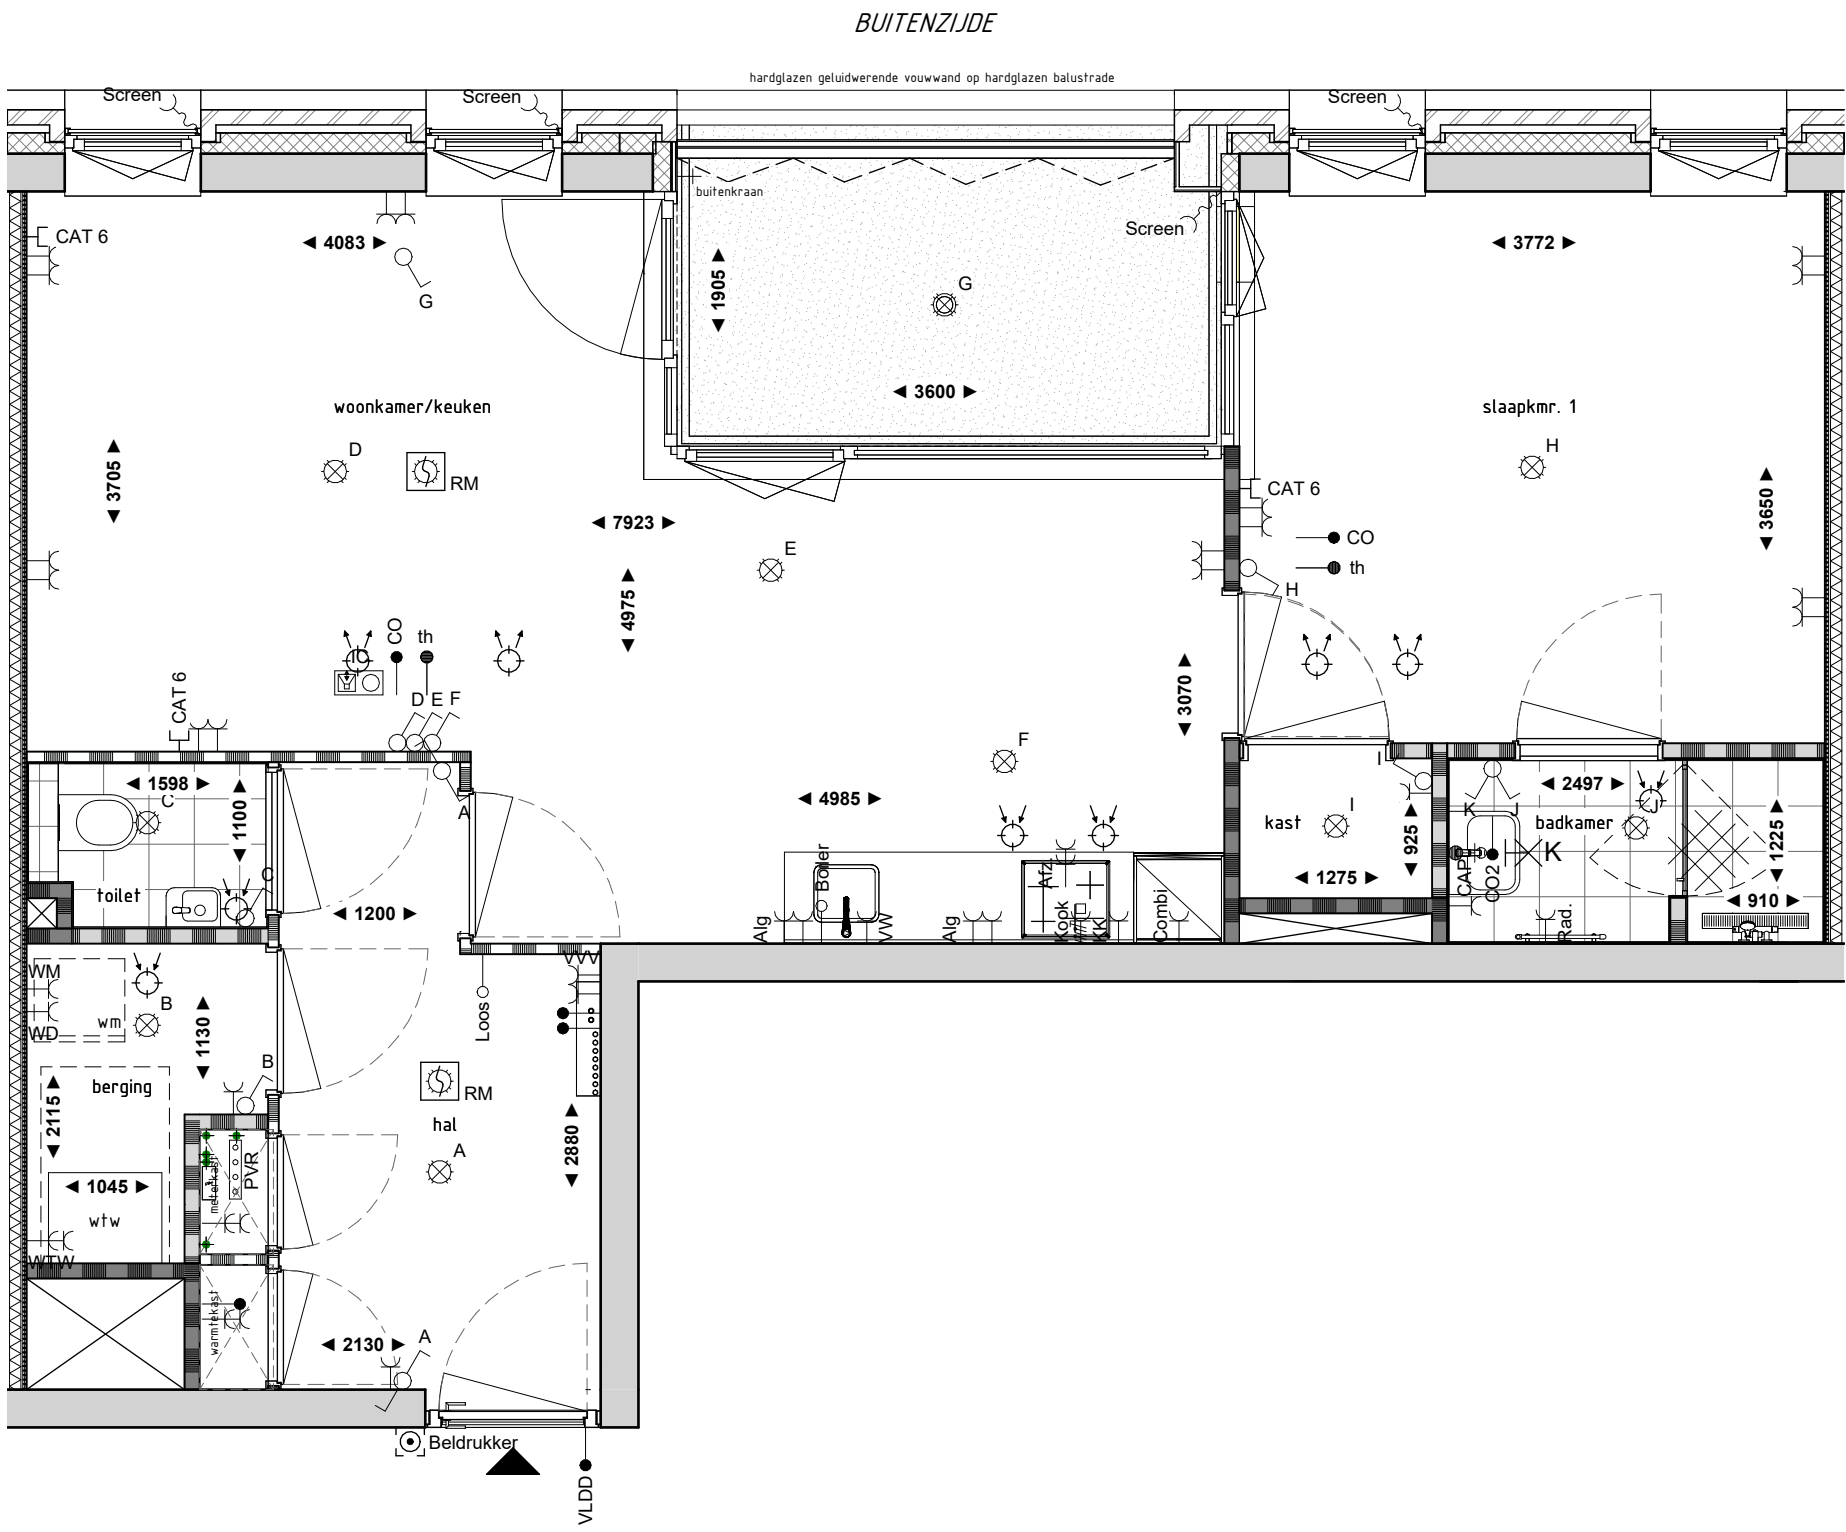 BUITENZIJDE
hardglazen geluidwerende vouwwand op hardglazen balustrade
Screen
Screen
Screen
buitenkraan
Screen
CAT 6
4083
G
1905
G
3600
3772
woonkamer/keuken
slaapkmr. 1
D
RM
H
3705
7923
E
4975
CAT 6
3650
CO
th
H
IC
CO
th
D E F
CAT 6
3070
F
A
4985
1598
C
1100
toilet
C
1200
Alg
Boiler
VW
Alg
Afz.
Kook
KK
Combi
I
kast
I
925
1275
K
J
2497
J
badkamer
K
CAP
CO2
Rad.
1225
910
WM
WD
wm
B
1130
B
berging
2115
1045
wtw
WTW
meterkast
PVR
warmtekast
Loos
VVV
RM
hal
A
2880
2130
A
Beldrukker
VLDD